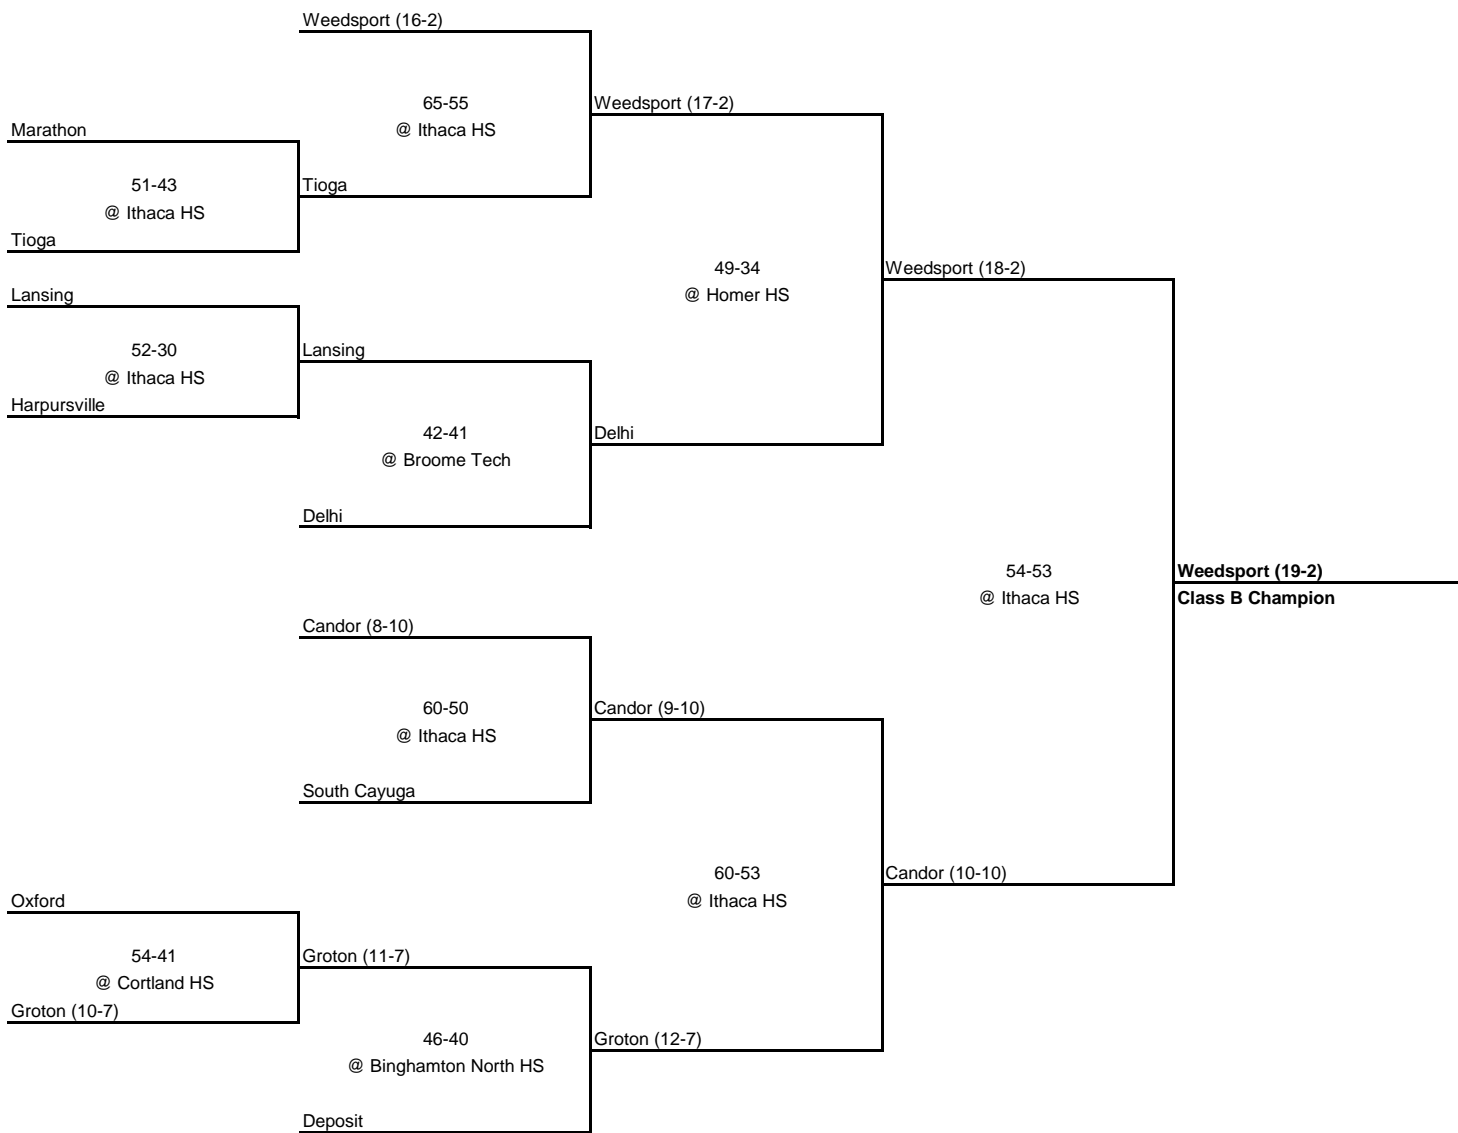 Weedsport (16-2)
65-55
@ Ithaca HS
Weedsport (17-2)
Marathon
51-43
@ Ithaca HS
Tioga
Tioga
Lansing
52-30
@ Ithaca HS
Harpursville
Lansing
42-41
@ Broome Tech
Delhi
Delhi
49-34
@ Homer HS
Weedsport (18-2)
54-53
@ Ithaca HS
Weedsport (19-2)
Class B Champion
Candor (8-10)
60-50
@ Ithaca HS
Candor (9-10)
South Cayuga
60-53
@ Ithaca HS
Candor (10-10)
Oxford
54-41
@ Cortland HS
Groton (10-7)
Groton (11-7)
46-40
@ Binghamton North HS
Groton (12-7)
Deposit